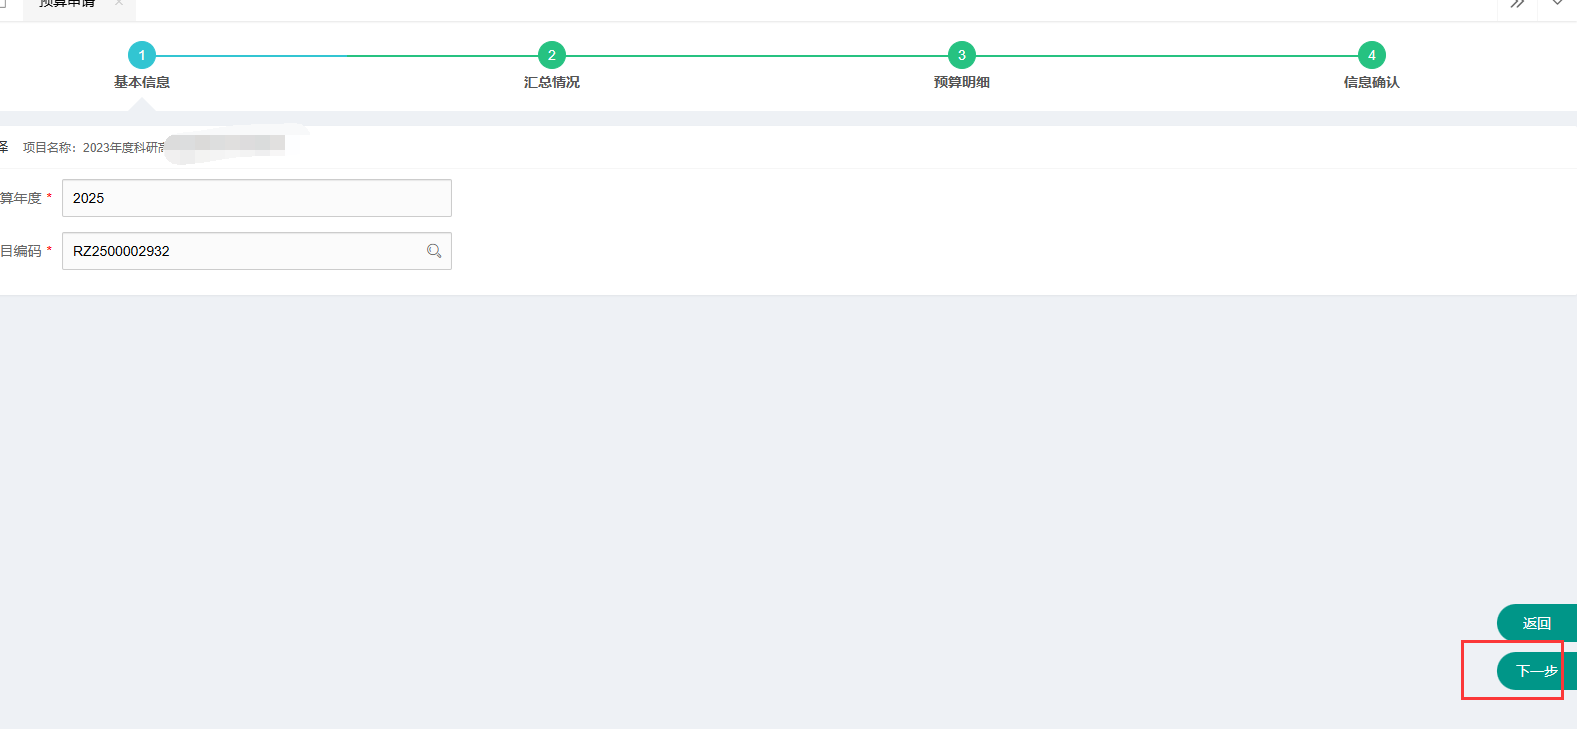 预算申请
1
2
3
4
基本信息
汇总情况
预算明细
信息确认
择 项目名称：2023年度科研高
算年度 * 2025
目编码 * RZ2500002932
返回
下一步